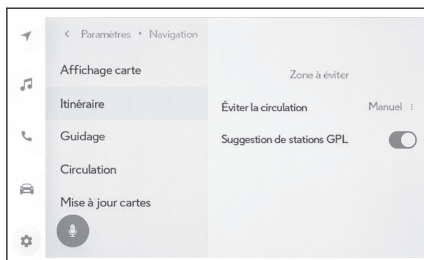 < Paramètres • Navigation
Affichage carte
Itinéraire
Guidage
Circulation
Mise à jour cartes
Zone à éviter
Éviter la circulation Manuel
Suggestion de stations GPL